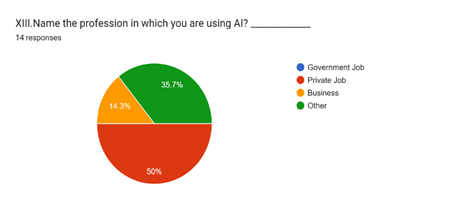 XIII.Name the profession in which you are using AI? ____________
14 responses
Government Job
Private Job
Business
Other
35.7%
14.3%
50%